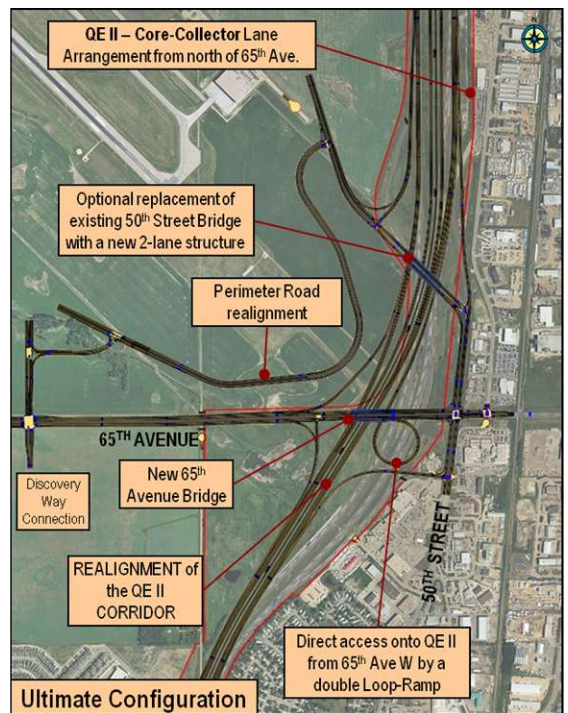 N
QE II – Core-Collector Lane
Arrangement from north of 65th Ave.
Optional replacement of
existing 50th Street Bridge
with a new 2-lane structure
Perimeter Road
realignment
65TH AVENUE
New 65th
Avenue Bridge
Discovery
Way
Connection
50TH STREET
REALIGNMENT of
the QE II
CORRIDOR
Direct access onto QE II
from 65th Ave W by a
double Loop-Ramp
Ultimate Configuration